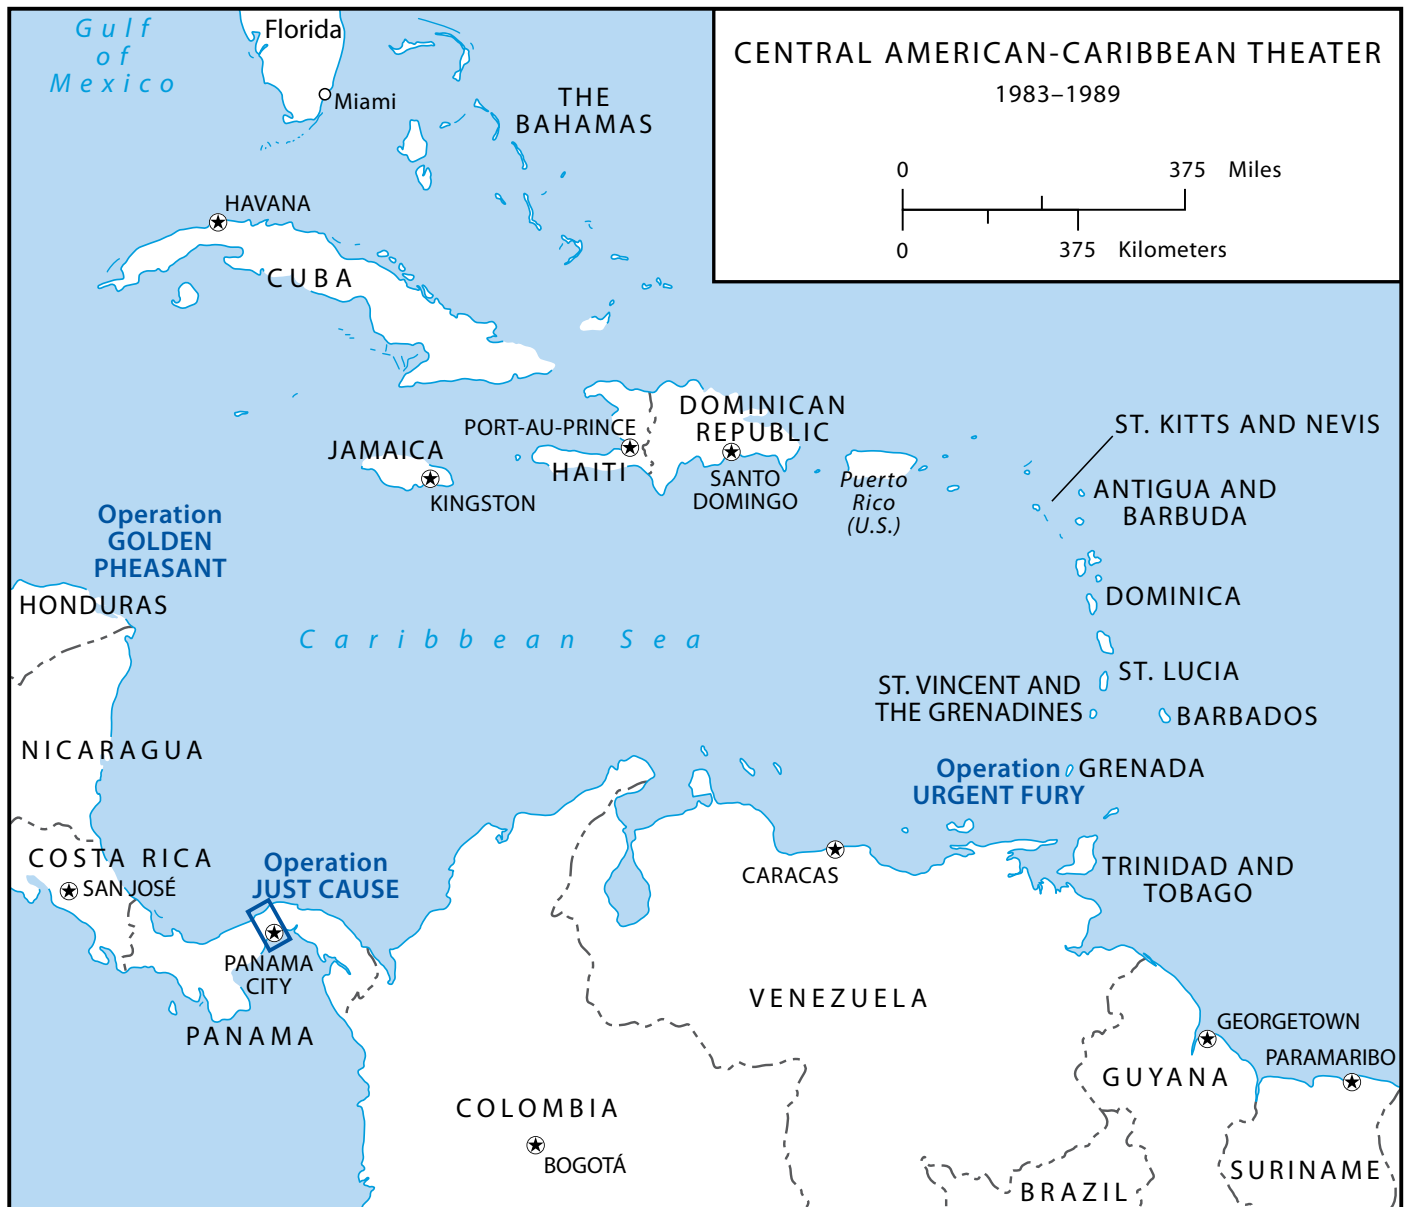 Gulf
of
Mexico
Florida
Miami
THE
BAHAMAS
CENTRAL AMERICAN-CARIBBEAN THEATER
1983–1989
0 375 Miles
0 375 Kilometers
HAVANA
CUBA
PORT-AU-PRINCE
HAITI
DOMINICAN
REPUBLIC
SANTO
DOMINGO
JAMAICA
KINGSTON
Puerto
Rico
(U.S.)
ST. KITTS AND NEVIS
ANTIGUA AND
BARBUDA
Operation
GOLDEN
PHEASANT
HONDURAS
Caribbean Sea
DOMINICA
ST. LUCIA
ST. VINCENT AND
THE GRENADINES
BARBADOS
NICARAGUA
Operation
URGENT FURY
GRENADA
COSTA RICA
SAN JOSÉ
Operation
JUST CAUSE
CARACAS
TRINIDAD AND
TOBAGO
PANAMA
CITY
PANAMA
VENEZUELA
GEORGETOWN
PARAMARIBO
GUYANA
COLOMBIA
BOGOTÁ
SURINAME
BRAZIL